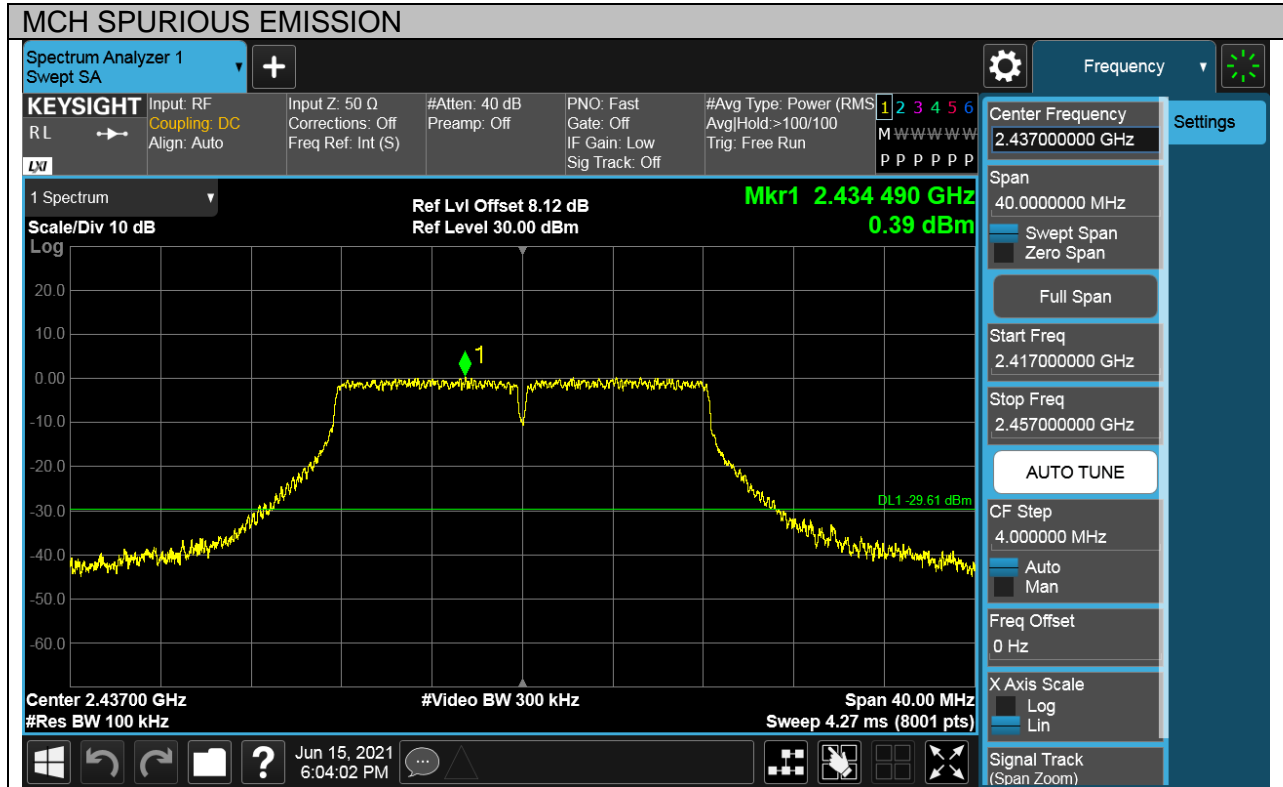 MCH SPURIOUS EMISSION
Spectrum Analyzer 1
Swept SA
+
Frequency
KEYSIGHT
RL
LXI
Input: RF
Coupling: DC
Align: Auto
Input Z: 50 Ω
Corrections: Off
Freq Ref: Int (S)
#Atten: 40 dB
Preamp: Off
PNO: Fast
Gate: Off
IF Gain: Low
Sig Track: Off
#Avg Type: Power (RMS
Avg|Hold:>100/100
Trig: Free Run
1 2 3 4 5 6
M W W W W W
P P P P P P
1 Spectrum
Scale/Div 10 dB
Ref Lvl Offset 8.12 dB
Ref Level 30.00 dBm
Mkr1 2.434 490 GHz
0.39 dBm
Log
20.0
10.0
0.00
-10.0
-20.0
-30.0
-40.0
-50.0
-60.0
1
DL1 -29.61 dBm
Center 2.43700 GHz
#Res BW 100 kHz
#Video BW 300 kHz
Span 40.00 MHz
Sweep 4.27 ms (8001 pts)
Center Frequency
2.437000000 GHz
Settings
Span
40.0000000 MHz
Swept Span
Zero Span
Full Span
Start Freq
2.417000000 GHz
Stop Freq
2.457000000 GHz
AUTO TUNE
CF Step
4.000000 MHz
Auto
Man
Freq Offset
0 Hz
X Axis Scale
Log
Lin
Signal Track
(Span Zoom)
?
Jun 15, 2021
6:04:02 PM